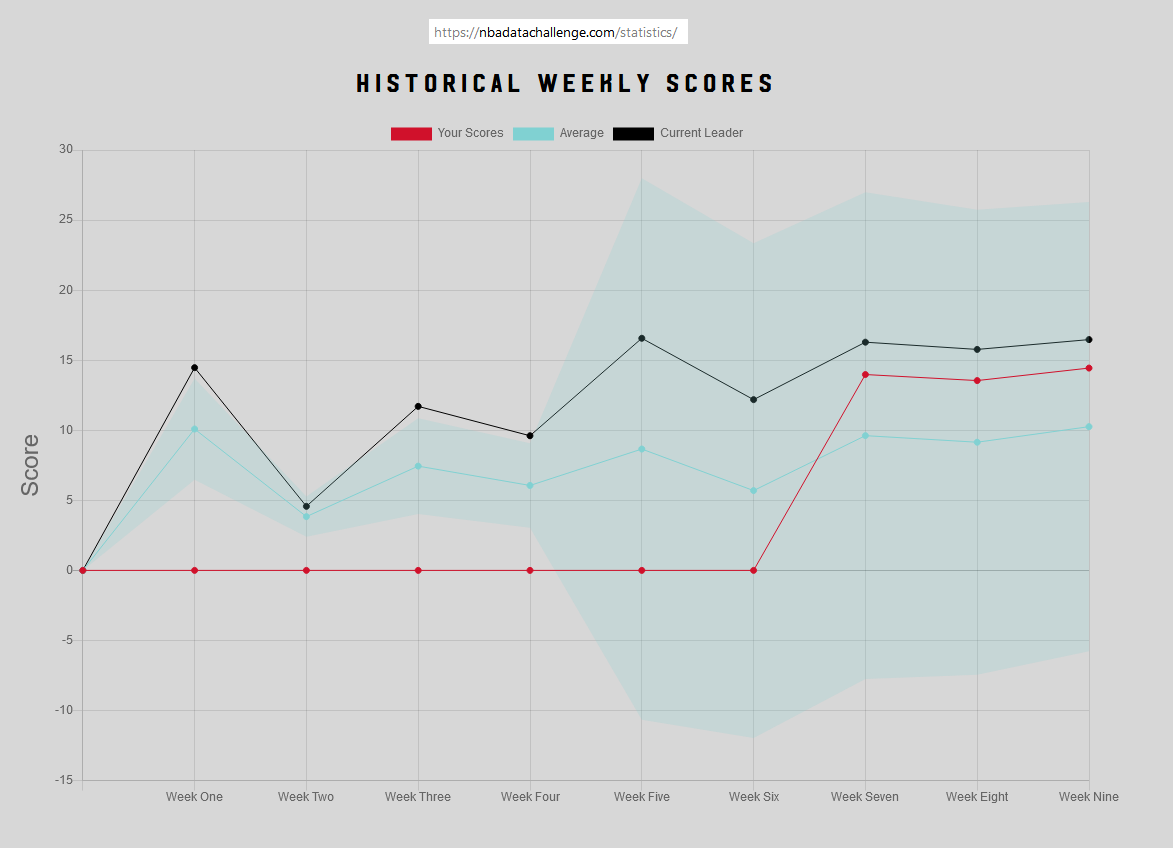 https://nbadatachallenge.com/statistics/
HISTORICAL WEEKLY SCORES
Your Scores Average Current Leader
30
25
20
15
10
5
0
-5
-10
-15
Score
Week One Week Two Week Three Week Four Week Five Week Six Week Seven Week Eight Week Nine